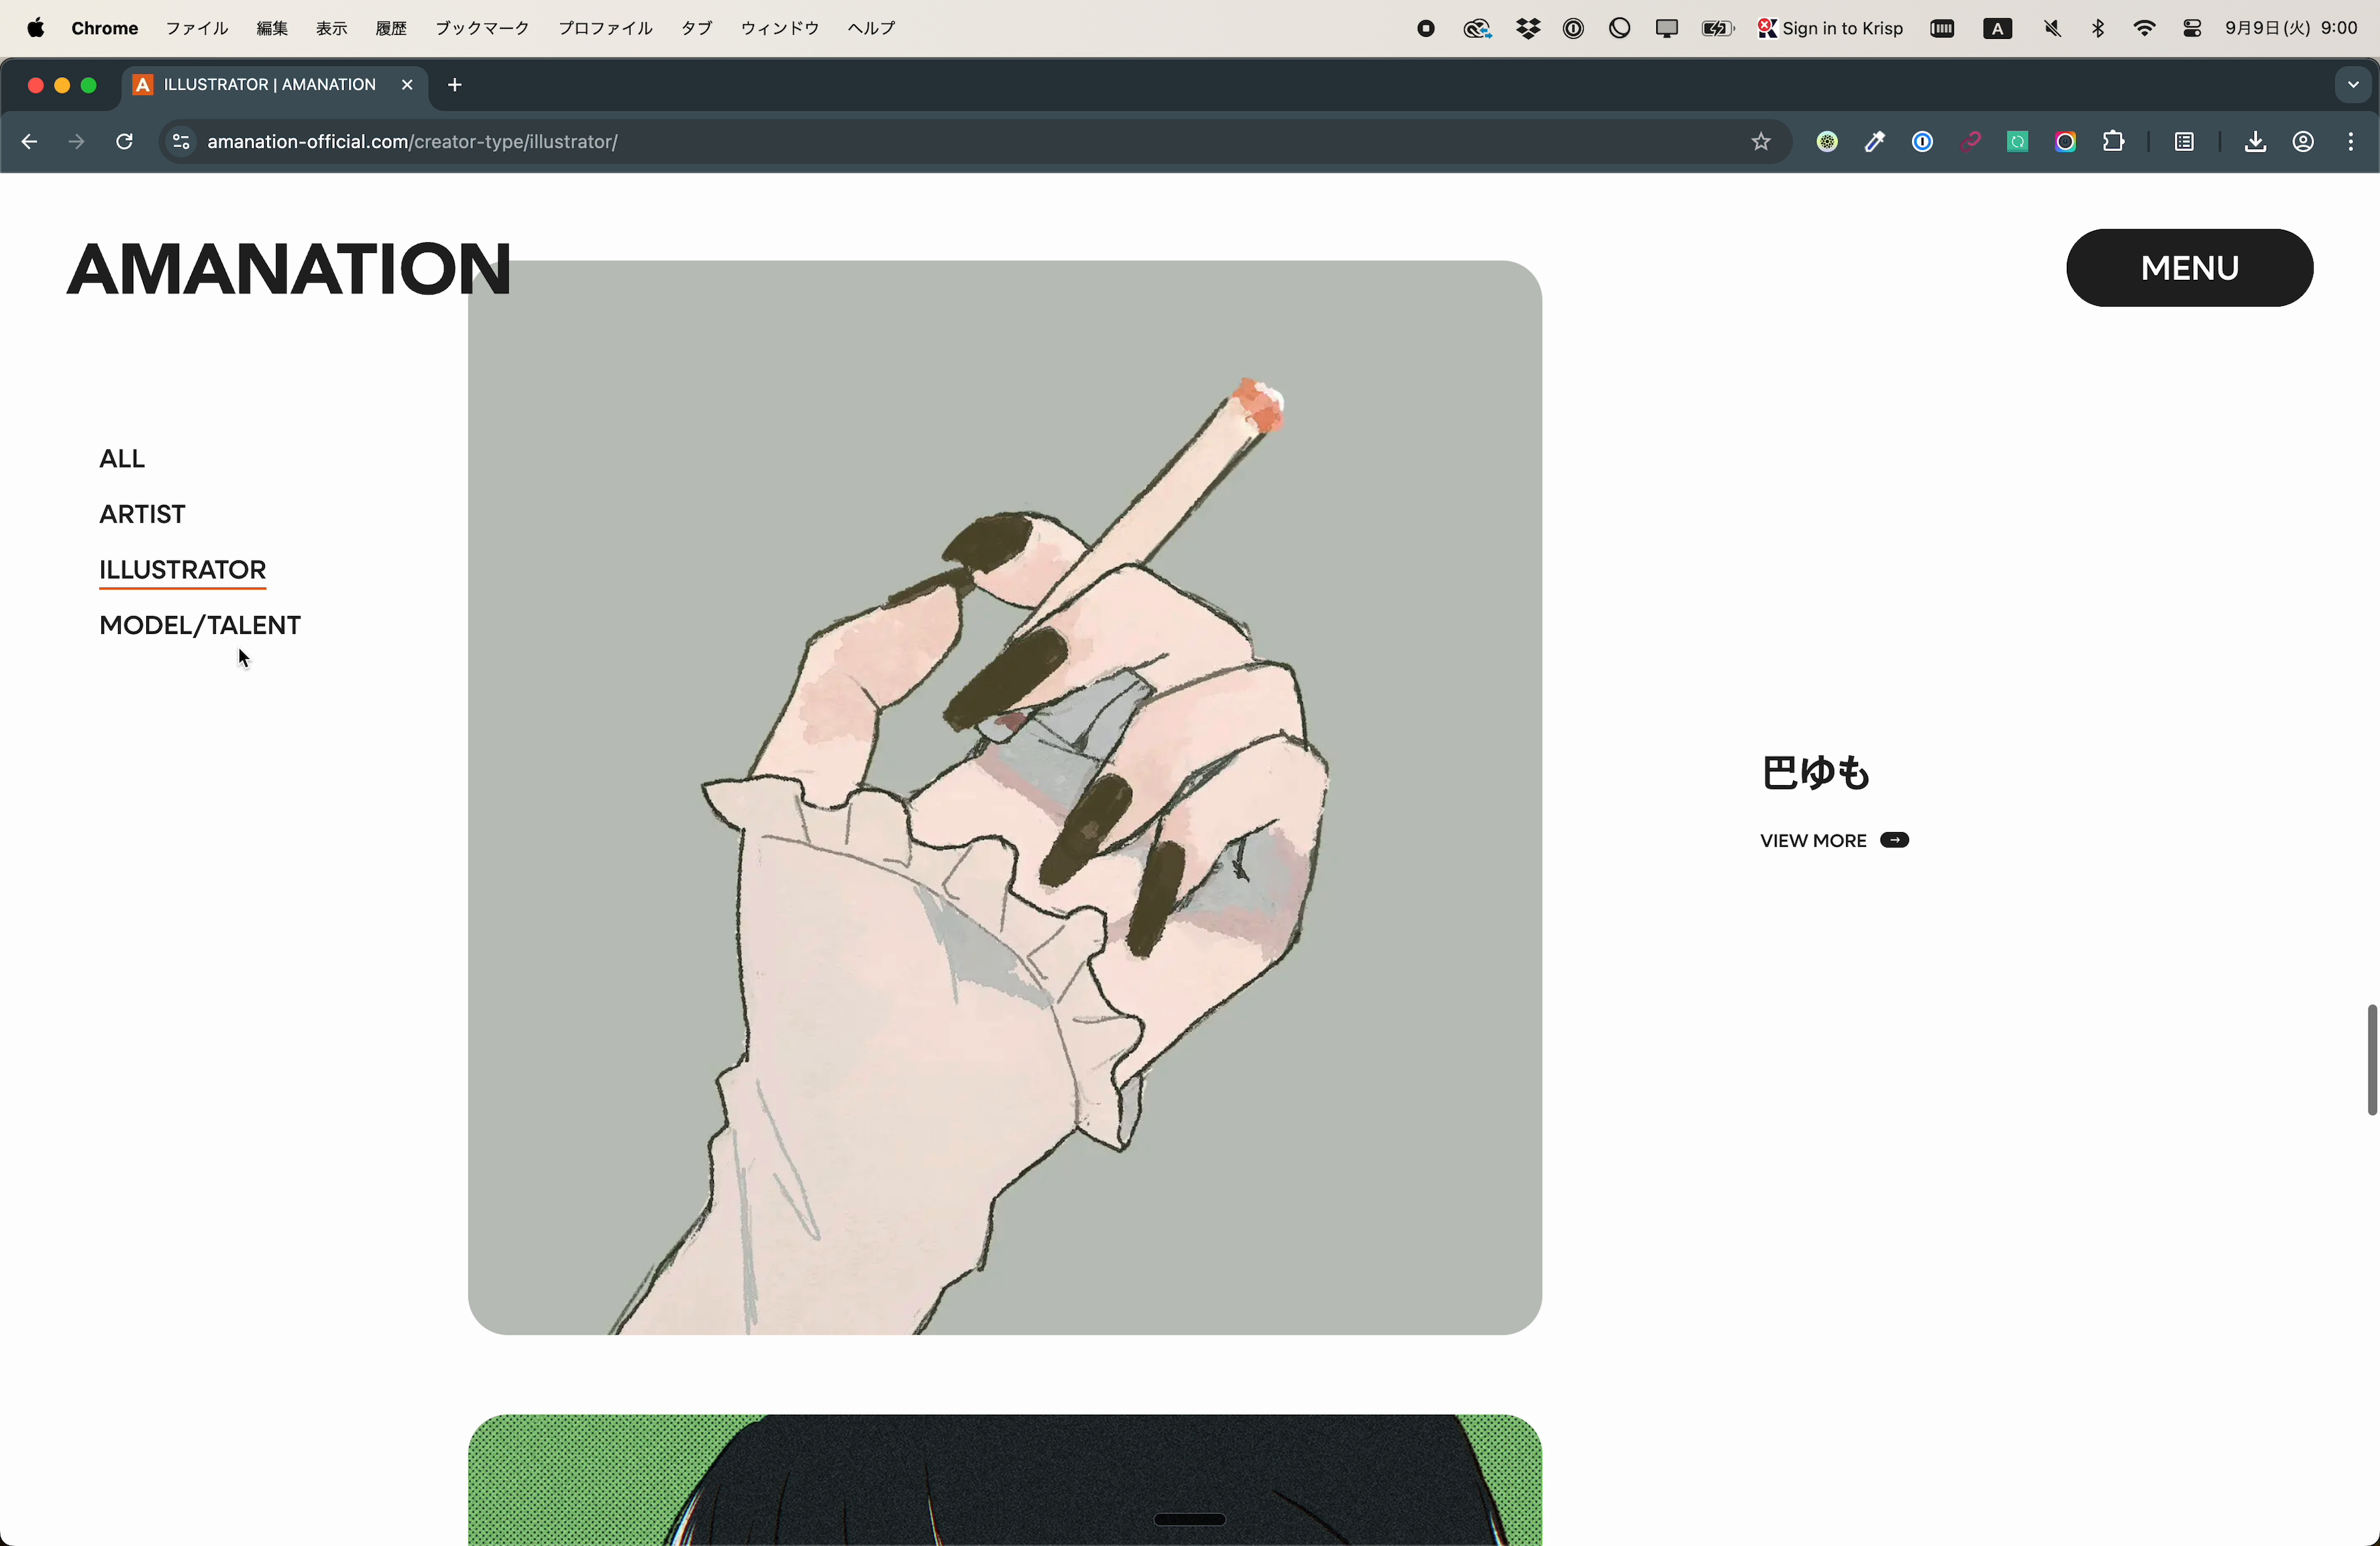 Chrome ファイル 編集 表示 履歴 ブックマーク プロファイル タブ ウィンドウ ヘルプ Sign in to Krisp A 9月9日(火) 9:00
A ILLUSTRATOR | AMANATION
amanation-official.com/creator-type/illustrator/
AMANATION
MENU
ALL
ARTIST
ILLUSTRATOR
MODEL/TALENT
巴ゆも
VIEW MORE